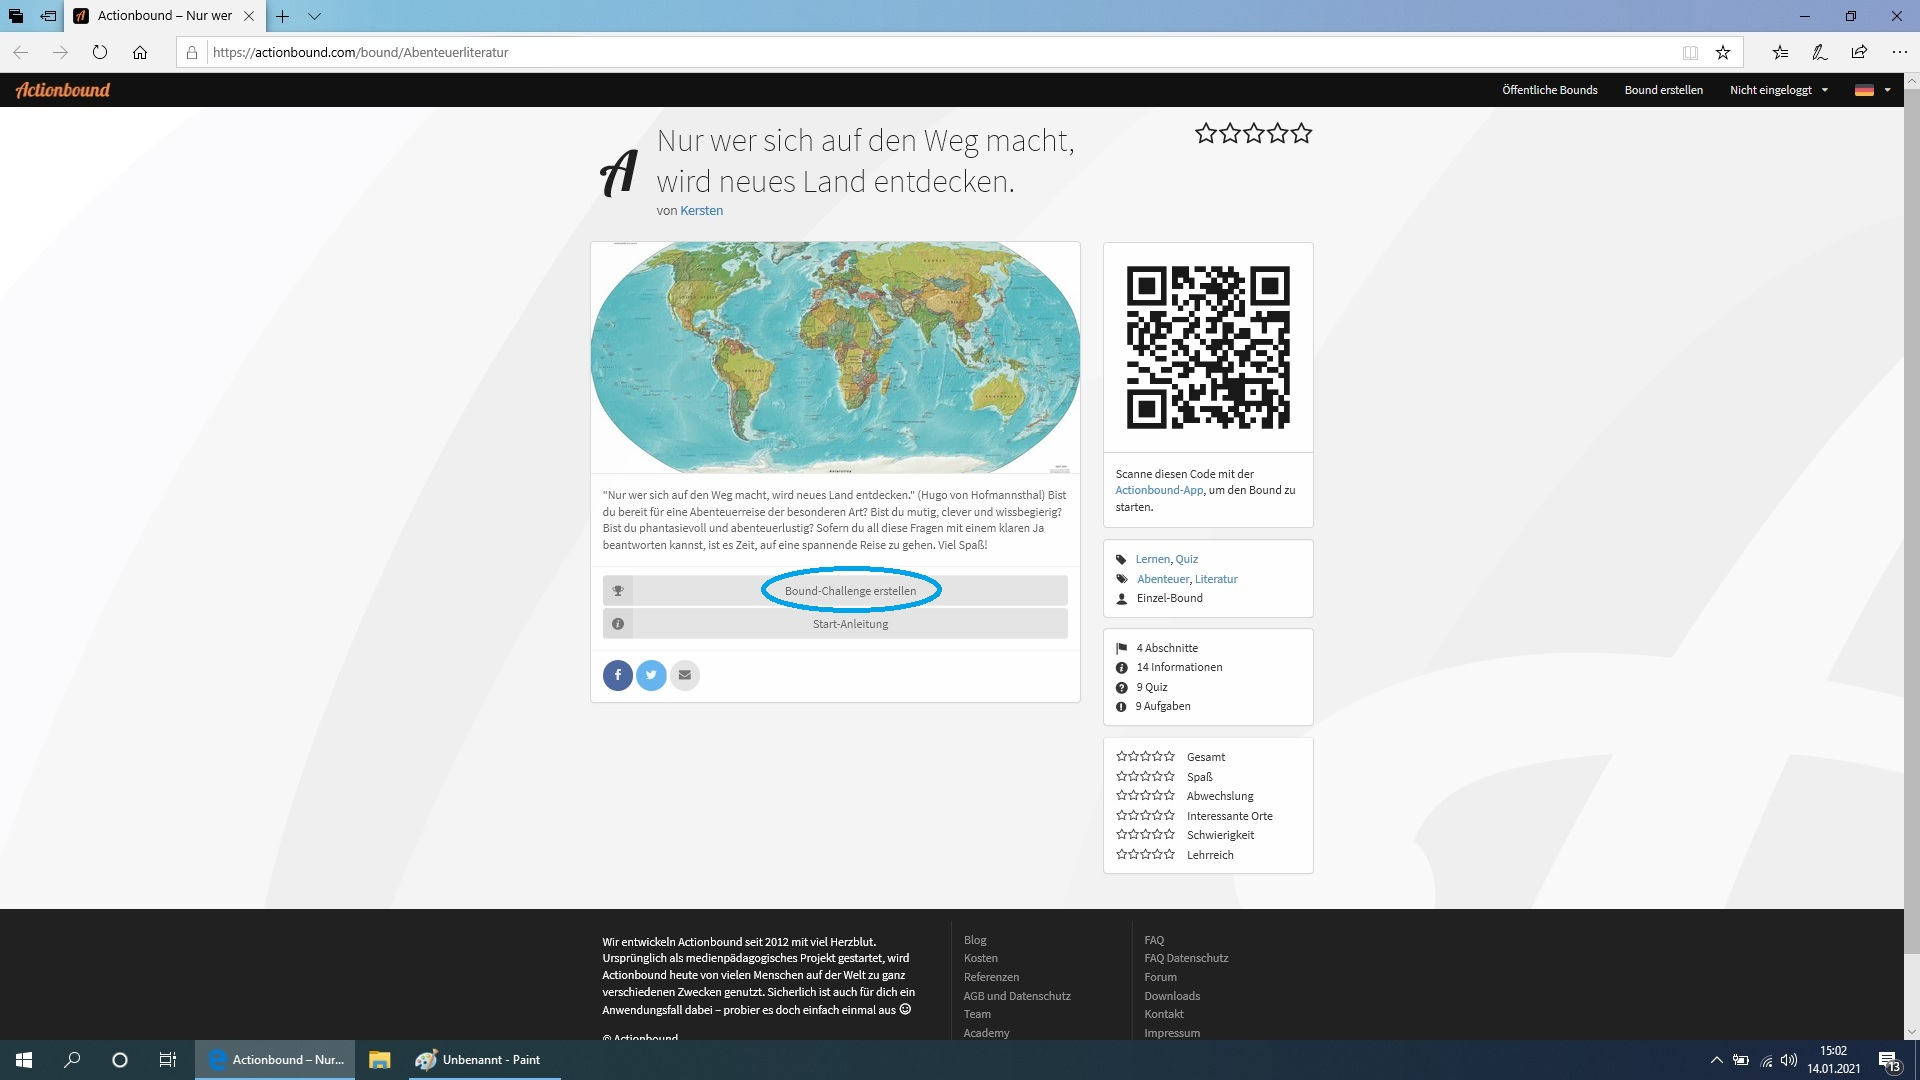 Actionbound – Nur wer
https://actionbound.com/bound/Abenteuerliteratur
Actionbound
Öffentliche Bounds
Bound erstellen
Nicht eingeloggt
Nur wer sich auf den Weg macht,
wird neues Land entdecken.
von Kersten
"Nur wer sich auf den Weg macht, wird neues Land entdecken." (Hugo von Hofmannsthal) Bist
du bereit für eine Abenteuerreise der besonderen Art? Bist du mutig, clever und wissbegierig?
Bist du phantasievoll und abenteuerlustig? Sofern du all diese Fragen mit einem klaren Ja
beantworten kannst, ist es Zeit, auf eine spannende Reise zu gehen. Viel Spaß!
Bound-Challenge erstellen
Start-Anleitung
Scanne diesen Code mit der
Actionbound-App, um den Bound zu
starten.
Lernen, Quiz
Abenteuer, Literatur
Einzel-Bound
4 Abschnitte
14 Informationen
9 Quiz
9 Aufgaben
Gesamt
Spaß
Abwechslung
Interessante Orte
Schwierigkeit
Lehrreich
Wir entwickeln Actionbound seit 2012 mit viel Herzblut.
Ursprünglich als medienpädagogisches Projekt gestartet, wird
Actionbound heute von vielen Menschen auf der Welt zu ganz
verschiedenen Zwecken genutzt. Sicherlich ist auch für dich ein
Anwendungsfall dabei – probier es doch einfach einmal aus
© Actionbound
Blog
Kosten
Referenzen
AGB und Datenschutz
Team
Academy
FAQ
FAQ Datenschutz
Forum
Downloads
Kontakt
Impressum
Actionbound – Nur...
Unbenannt - Paint
15:02
14.01.2021
13